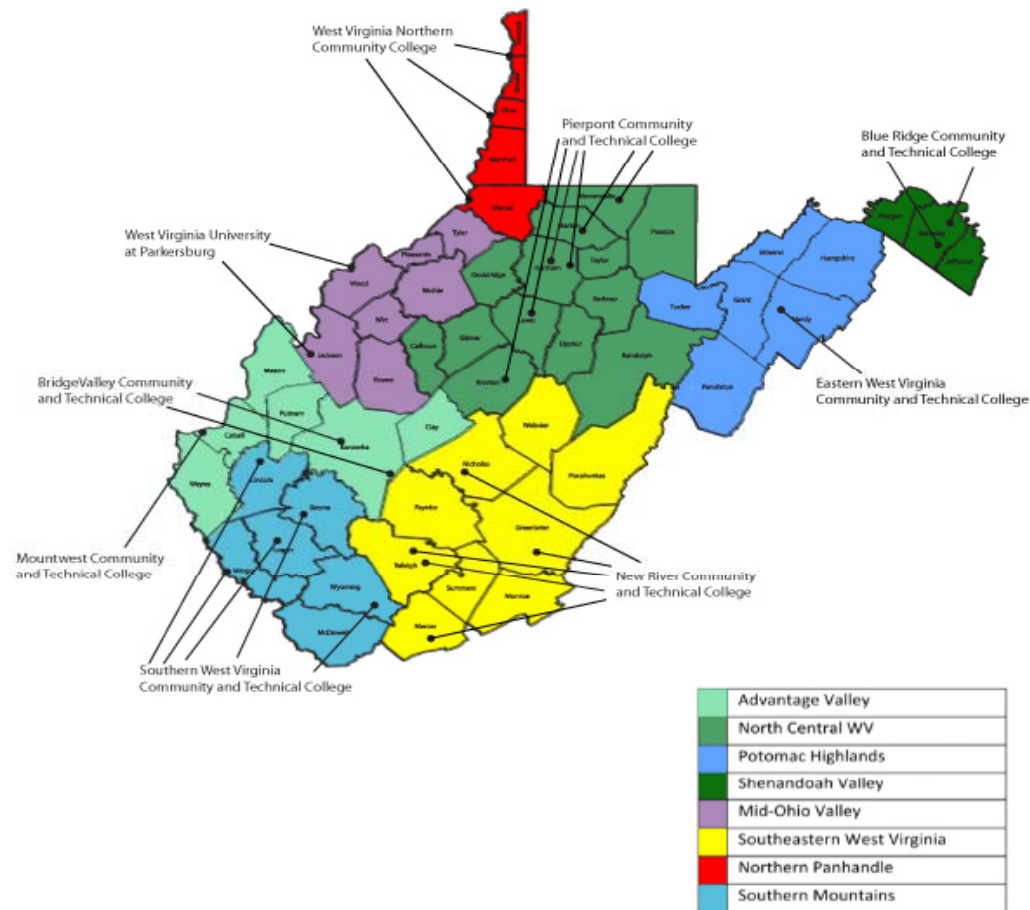 West Virginia Northern
Community College
Hancock
Brooke
Ohio
Marshall
Wetzel
Pierpont Community
and Technical College
Blue Ridge Community
and Technical College
West Virginia University
at Parkersburg
Monongalia
Marion
Preston
Harrison
Taylor
Doddridge
Barbour
Lewis
Gilmer
Upshur
Randolph
Calhoun
Braxton
Tyler
Pleasants
Wood
Ritchie
Wirt
Jackson
Roane
Morgan
Berkeley
Jefferson
Mineral
Hampshire
Grant
Hardy
Tucker
Pendleton
Eastern West Virginia
Community and Technical College
BridgeValley Community
and Technical College
Mason
Putnam
Cabell
Kanawha
Clay
Wayne
Webster
Nicholas
Pocahontas
Fayette
Greenbrier
Raleigh
Summers
Monroe
Mercer
Lincoln
Boone
Logan
Mingo
Wyoming
McDowell
Mountwest Community
and Technical College
New River Community
and Technical College
Southern West Virginia
Community and Technical College
Advantage Valley
North Central WV
Potomac Highlands
Shenandoah Valley
Mid-Ohio Valley
Southeastern West Virginia
Northern Panhandle
Southern Mountains